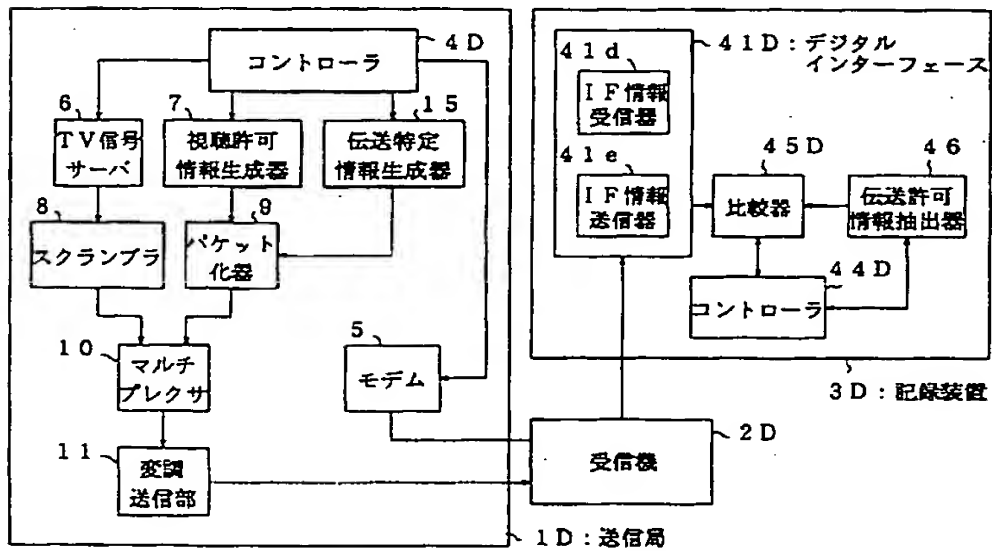 4D
コントローラ
6
TV信号
サーバ
7
視聴許可
情報生成器
15
伝送特定
情報生成器
8
スクランブラ
9
パケット
化器
10
マルチ
プレクサ
5
モデム
11
変調
送信部
1D:送信局
41d
IF情報
受信器
41e
IF情報
送信器
41D:デジタル
インターフェース
45D
比較器
46
伝送許可
情報抽出器
44D
コントローラ
3D:記録装置
2D
受信機